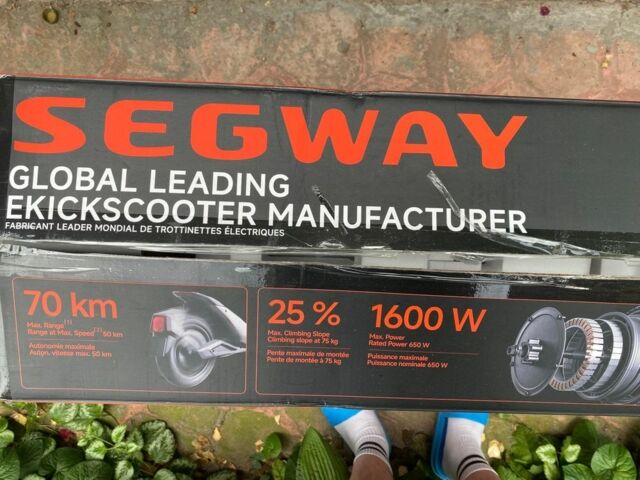 SEGWAY
GLOBAL LEADING
EKICKSCOOTER MANUFACTURER
FABRICANT LEADER MONDIAL DE TROTTINETTES ÉLECTRIQUES
70 km
Max. Range[1]
Range at Max. Speed[2] 50 km
Autonomie maximale
Auton. vitesse max. 50 km
25 %
Max. Climbing Slope
Climbing slope at 75 kg
Pente maximale de montée
Pente de montée à 75 kg
1600 W
Max. Power
Rated Power 650 W
Puissance maximale
Puissance nominale 650 W